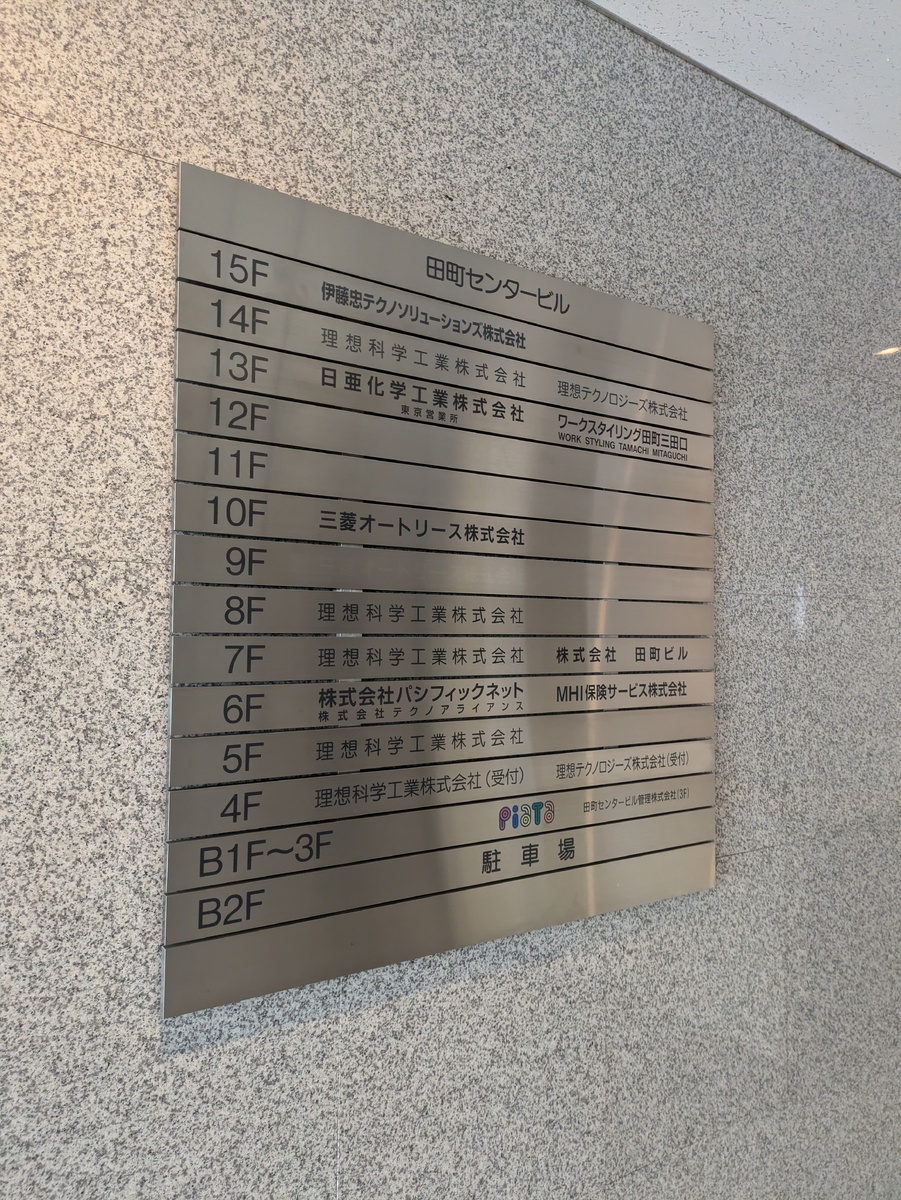 田町センタービル
15F 伊藤忠テクノソリューションズ株式会社
14F 理想科学工業株式会社 理想テクノロジーズ株式会社
13F 日亜化学工業株式会社 ワークスタイリング田町三田口
東京営業所 WORK STYLING TAMACHI MITAGUCHI
12F
11F
10F 三菱オートリース株式会社
9F
8F 理想科学工業株式会社
7F 理想科学工業株式会社 株式会社 田町ビル
6F 株式会社パシフィックネット MHI保険サービス株式会社
株式会社テクノアライアンス
5F 理想科学工業株式会社
4F 理想科学工業株式会社（受付） 理想テクノロジーズ株式会社（受付）
B1F～3F PiaTa 田町センタービル管理株式会社（3F）
B2F 駐車場